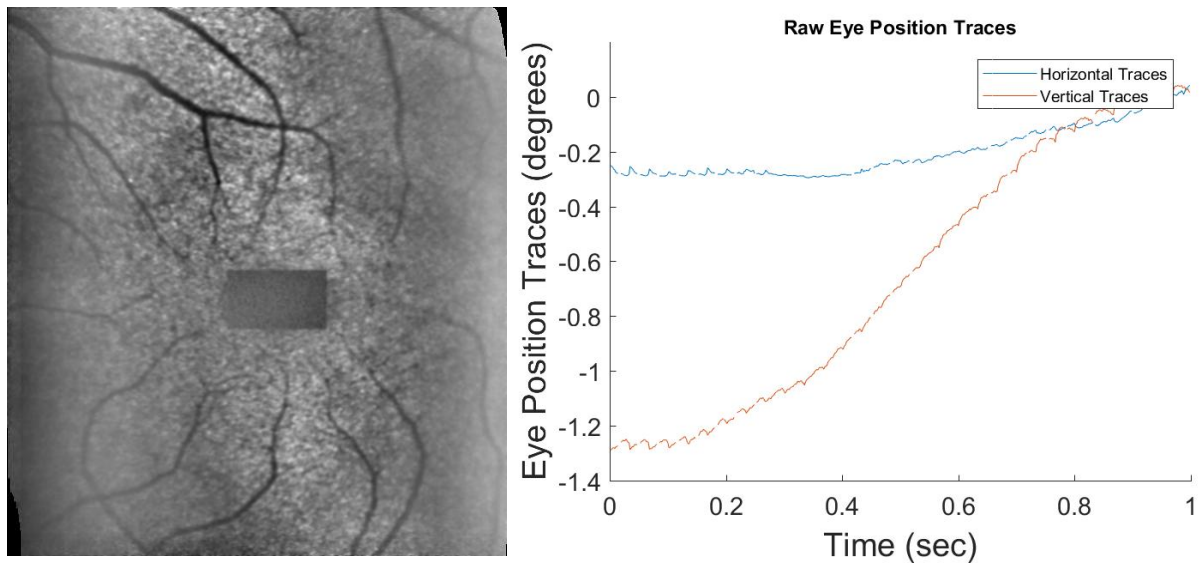 Raw Eye Position Traces
Horizontal Traces
Vertical Traces
Eye Position Traces (degrees)
0
-0.2
-0.4
-0.6
-0.8
-1
-1.2
-1.4
0 0.2 0.4 0.6 0.8 1
Time (sec)